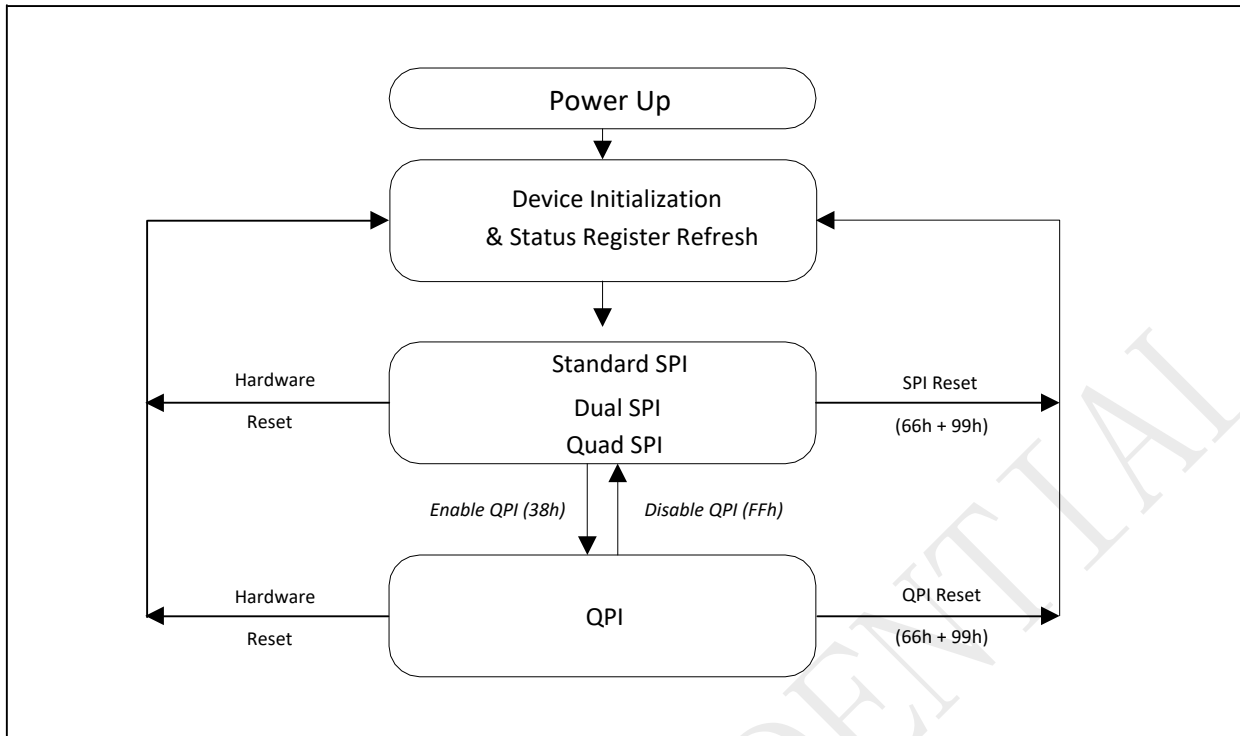 Power Up
Device Initialization
& Status Register Refresh
Standard SPI
Dual SPI
Quad SPI
Hardware
Reset
SPI Reset
(66h + 99h)
Enable QPI (38h)
Disable QPI (FFh)
QPI
Hardware
Reset
QPI Reset
(66h + 99h)
DENTIAL